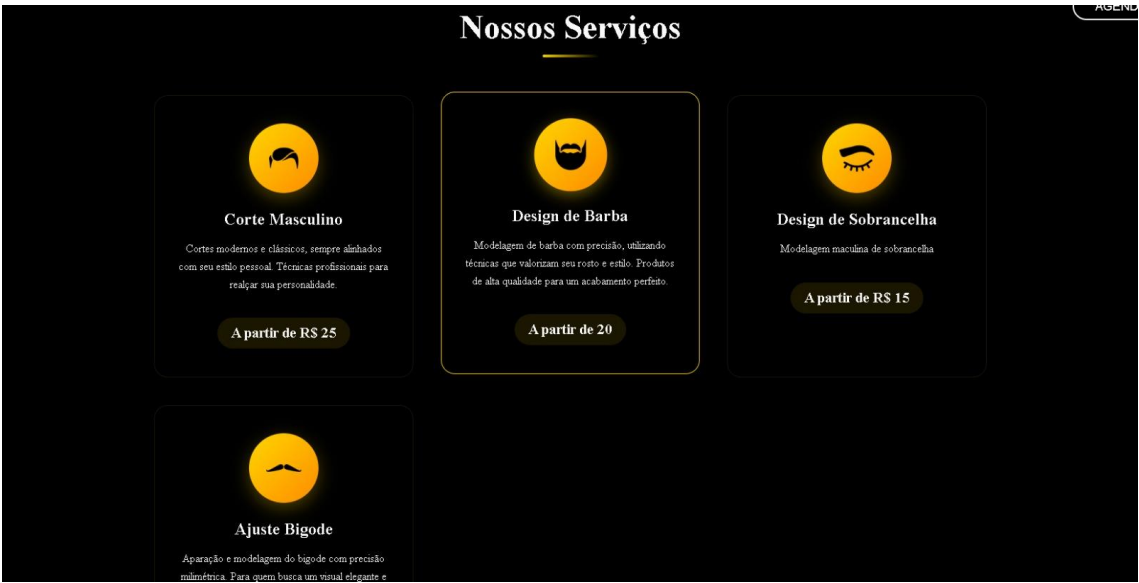 AGEND
Nossos Serviços
Corte Masculino
Cortes modernos e clássicos, sempre alinhados
com seu estilo pessoal. Técnicas profissionais para
realçar sua personalidade.
A partir de R$ 25
Design de Barba
Modelagem de barba com precisão, utilizando
técnicas que valorizam seu rosto e estilo. Produtos
de alta qualidade para um acabamento perfeito.
A partir de 20
Design de Sobrancelha
Modelagem maculina de sobrancelha
A partir de R$ 15
Ajuste Bigode
Aparação e modelagem do bigode com precisão
milimétrica. Para quem busca um visual elegante e